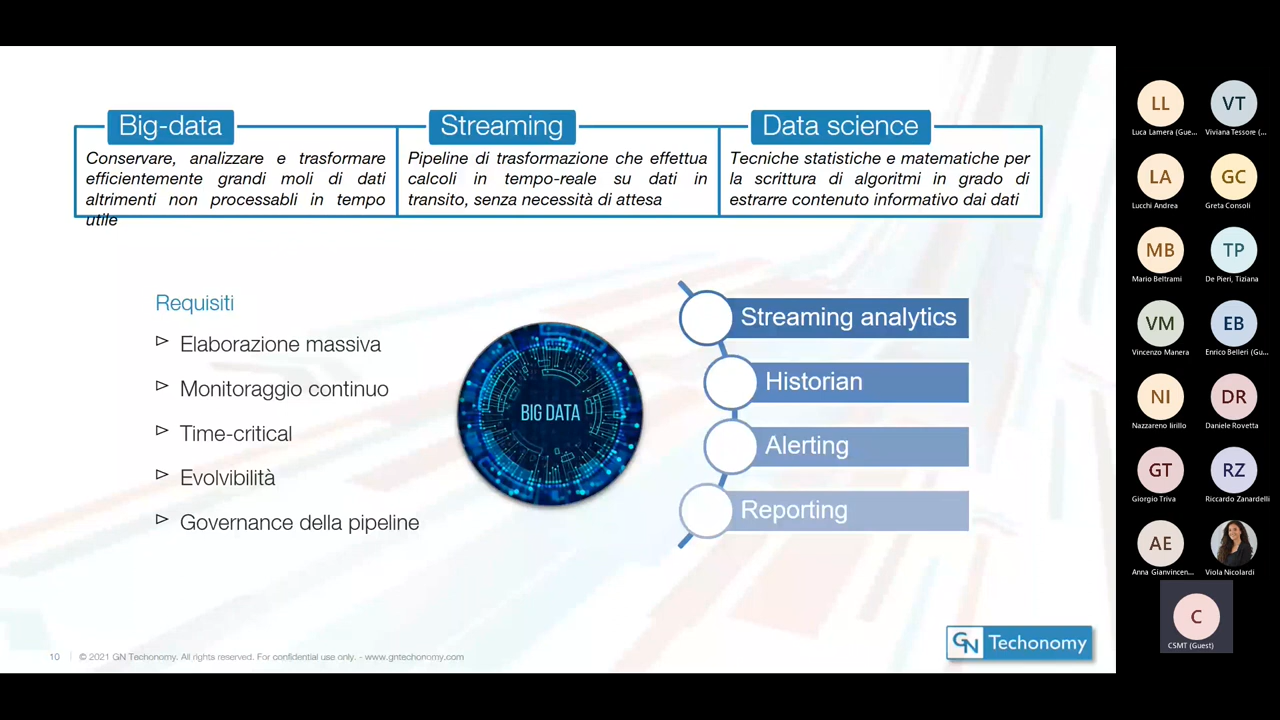 Big-data
Streaming
Data science
Conservare, analizzare e trasformare
efficientemente grandi moli di dati
altrimenti non processabli in tempo
utile
Pipeline di trasformazione che effettua
calcoli in tempo-reale su dati in
transito, senza necessità di attesa
Tecniche statistiche e matematiche per
la scrittura di algoritmi in grado di
estrarre contenuto informativo dai dati
Requisiti
Elaborazione massiva
Monitoraggio continuo
Time-critical
Evolvibilità
Governance della pipeline
BIG DATA
Streaming analytics
Historian
Alerting
Reporting
10 © 2021 GN Techonomy. All rights reserved. For confidential use only. - www.gntechonomy.com
GN Techonomy
LL
Luca Lamera (Gue...
VT
Viviana Tessore (...
LA
Lucchi Andrea
GC
Greta Consoli
MB
Mario Beltrami
TP
De Pieri, Tiziana
VM
Vincenzo Manera
EB
Enrico Belleri (Gu...
NI
Nazzareno Iirillo
DR
Daniele Rovetta
GT
Giorgio Triva
RZ
Riccardo Zanardelli
AE
Anna Gianvincen...
Viola Nicolardi
C
CSMT (Guest)